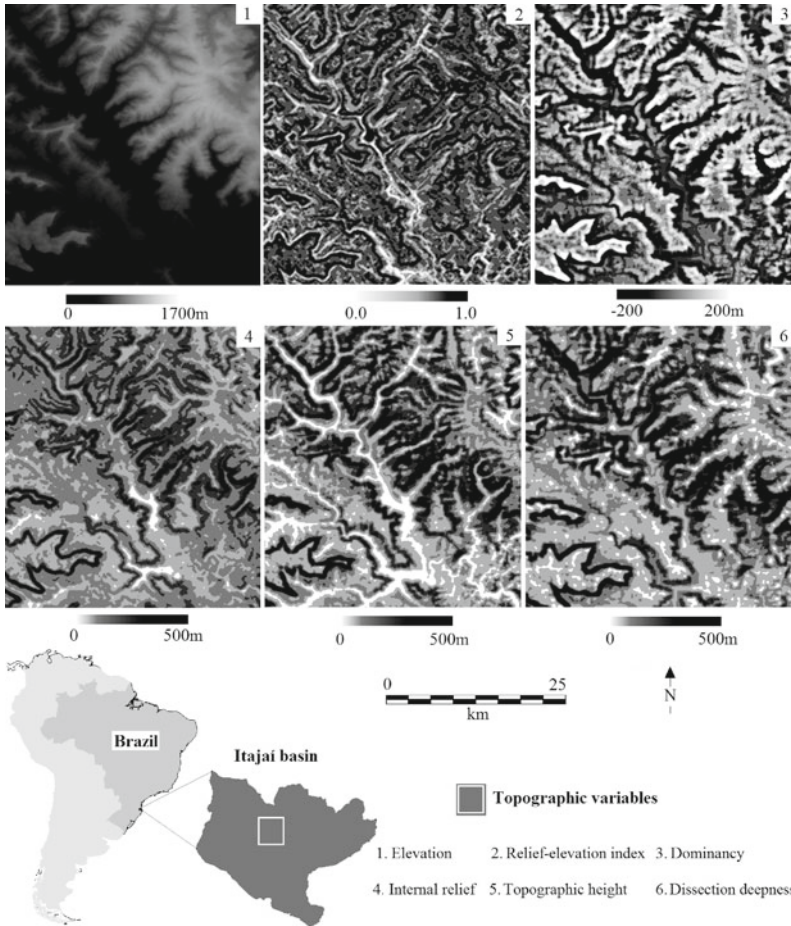 1
2
3
0 1700m
0.0 1.0
-200 200m
4
5
6
0 500m
0 500m
0 500m
0 25
km
N
Brazil
Itajaí basin
Topographic variables
1. Elevation 2. Relief-elevation index 3. Dominancy
4. Internal relief 5. Topographic height 6. Dissection deepness